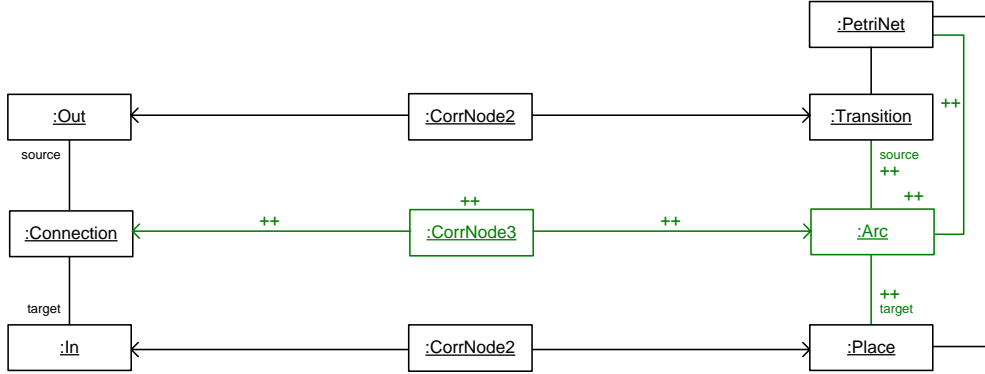 :PetriNet
++
:Out
:CorrNode2
:Transition
source
source
++
++
++
++
++
:Connection
:CorrNode3
:Arc
++
target
target
:In
:CorrNode2
:Place